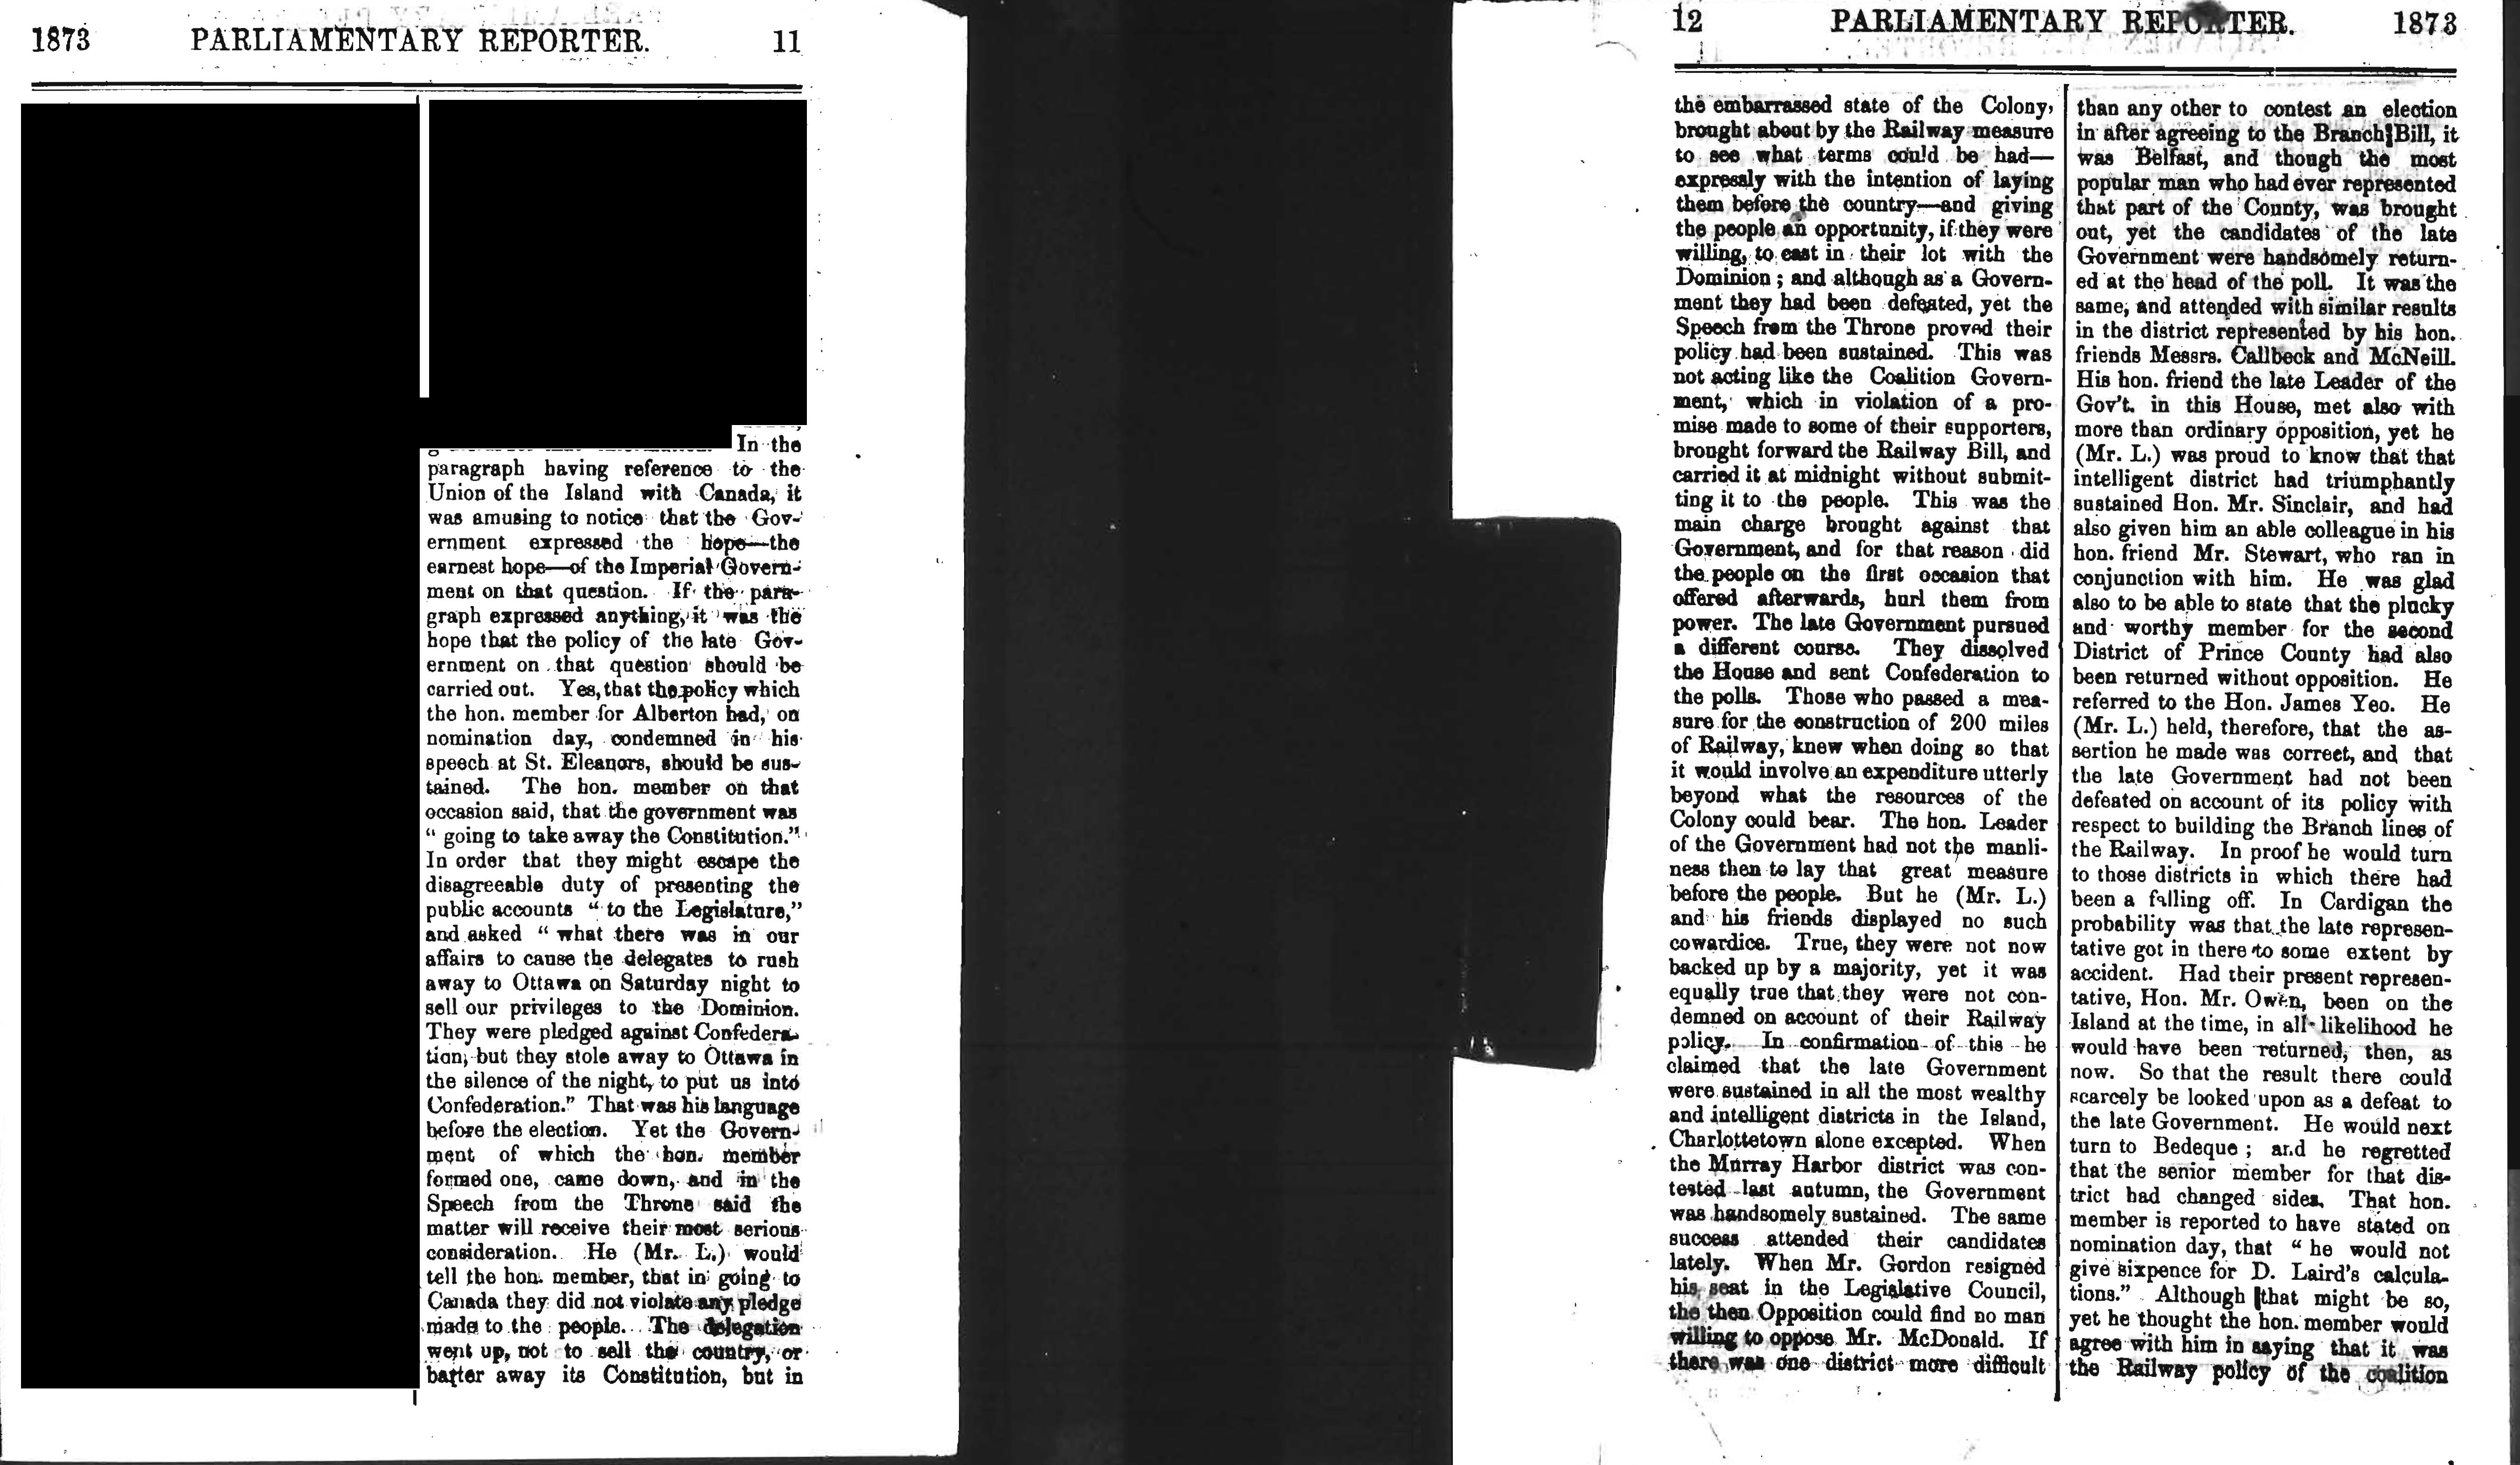 1873 PARLIAMENTARY REPORTER. 11
In the
paragraph having reference to the
Union of the Island with Canada, it
was amusing to notice that the Gov-
ernment expressed the hope—the
earnest hope—of the Imperial Govern-
ment on that question. If the para-
graph expressed anything, it was the
hope that the policy of the late Gov-
ernment on that question should be
carried out. Yes, that the policy which
the hon. member for Alberton had, on
nomination day, condemned in his
speech at St. Eleanors, should be sus-
tained. The hon. member on that
occasion said, that the government was
“ going to take away the Constitution.”
In order that they might escape the
disagreeable duty of presenting the
public accounts “ to the Legislature,”
and asked “ what there was in our
affairs to cause the delegates to rush
away to Ottawa on Saturday night to
sell our privileges to the Dominion.
They were pledged against Confedera-
tion, but they stole away to Ottawa in
the silence of the night, to put us into
Confederation.” That was his language
before the election. Yet the Govern-
ment of which the hon. member
formed one, came down, and in the
Speech from the Throne said the
matter will receive their most serious
consideration. He (Mr. L.) would
tell the hon. member, that in going to
Canada they did not violate any pledge
made to the people. The delegation
went up, not to sell the country, or
barter away its Constitution, but in
12 PARLIAMENTARY REPORTER. 1873
the embarrassed state of the Colony,
brought about by the Railway measure
to see what terms could be had—
expressly with the intention of laying
them before the country—and giving
the people an opportunity, if they were
willing, to cast in their lot with the
Dominion ; and although as a Govern-
ment they had been defeated, yet the
Speech from the Throne proved their
policy had been sustained. This was
not acting like the Coalition Govern-
ment, which in violation of a pro-
mise made to some of their supporters,
brought forward the Railway Bill, and
carried it at midnight without submit-
ting it to the people. This was the
main charge brought against that
Government, and for that reason did
the people on the first occasion that
offered afterwards, hurl them from
power. The late Government pursued
a different course. They dissolved
the House and sent Confederation to
the polls. Those who passed a mea-
sure for the construction of 200 miles
of Railway, knew when doing so that
it would involve an expenditure utterly
beyond what the resources of the
Colony could bear. The hon. Leader
of the Government had not the manli-
ness then to lay that great measure
before the people. But he (Mr. L.)
and his friends displayed no such
cowardice. True, they were not now
backed up by a majority, yet it was
equally true that they were not con-
demned on account of their Railway
policy. In confirmation of this he
claimed that the late Government
were sustained in all the most wealthy
and intelligent districts in the Island,
Charlottetown alone excepted. When
the Murray Harbor district was con-
tested last autumn, the Government
was handsomely sustained. The same
success attended their candidates
lately. When Mr. Gordon resigned
his seat in the Legislative Council,
the then Opposition could find no man
willing to oppose Mr. McDonald. If
there was one district more difficult
than any other to contest an election
in after agreeing to the Branch Bill, it
was Belfast, and though the most
popular man who had ever represented
that part of the County, was brought
out, yet the candidates of the late
Government were handsomely return-
ed at the head of the poll. It was the
same, and attended with similar results
in the district represented by his hon.
friends Messrs. Callbeck and McNeill.
His hon. friend the late Leader of the
Gov't. in this House, met also with
more than ordinary opposition, yet he
(Mr. L.) was proud to know that that
intelligent district had triumphantly
sustained Hon. Mr. Sinclair, and had
also given him an able colleague in his
hon. friend Mr. Stewart, who ran in
conjunction with him. He was glad
also to be able to state that the plucky
and worthy member for the second
District of Prince County had also
been returned without opposition. He
referred to the Hon. James Yeo. He
(Mr. L.) held, therefore, that the as-
sertion he made was correct, and that
the late Government had not been
defeated on account of its policy with
respect to building the Branch lines of
the Railway. In proof he would turn
to those districts in which there had
been a falling off. In Cardigan the
probability was that the late represen-
tative got in there to some extent by
accident. Had their present represen-
tative, Hon. Mr. Owen, been on the
Island at the time, in all likelihood he
would have been returned, then, as
now. So that the result there could
scarcely be looked upon as a defeat to
the late Government. He would next
turn to Bedeque ; and he regretted
that the senior member for that dis-
trict had changed sides. That hon.
member is reported to have stated on
nomination day, that “ he would not
give sixpence for D. Laird's calcula-
tions.” Although that might be so,
yet he thought the hon. member would
agree with him in saying that it was
the Railway policy of the coalition